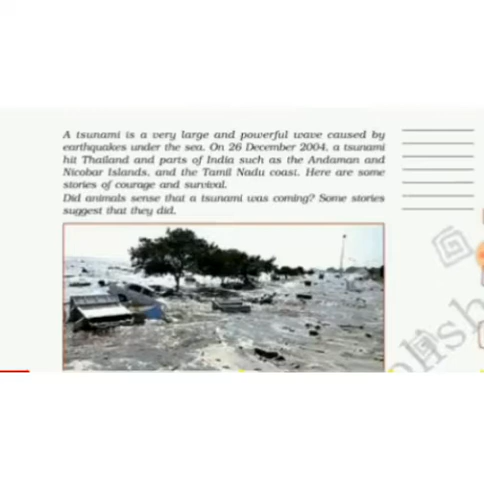 A tsunami is a very large and powerful wave caused by
earthquakes under the sea. On 26 December 2004, a tsunami
hit Thailand and parts of India such as the Andaman and
Nicobar Islands, and the Tamil Nadu coast. Here are some
stories of courage and survival.
Did animals sense that a tsunami was coming? Some stories
suggest that they did.